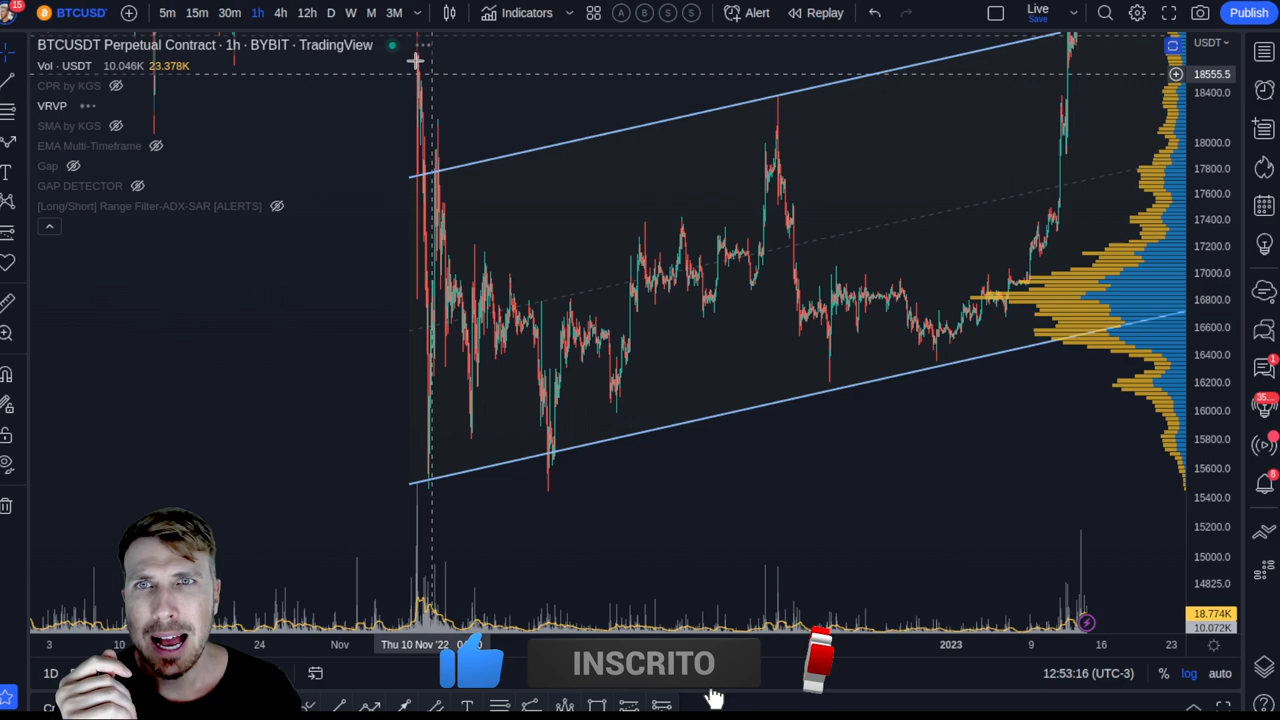 15
BTCUSD
5m 15m 30m 1h 4h 12h D W M 3M
Indicators
A B S S
Alert
Replay
Live
Save
Publish
BTCUSDT Perpetual Contract · 1h · BYBIT · TradingView
USDT
Vol · USDT 10.046K 23.378K
18555.5
CPR by KGS
18400.0
VRVP
SMA by KGS
18000.0
EMA Multi-Timeframe
Gap
17800.0
GAP DETECTOR
17600.0
[Long/Short] Range Filter-ADX-SAR [ALERTS]
17400.0
17200.0
17000.0
16800.0
16600.0
16400.0
1
16200.0
35...
16000.0
15800.0
15600.0
8
15400.0
15200.0
15000.0
14825.0
18.774K
10.072K
3 10 24 Nov Thu 10 Nov '22 2023 16 23
INSCRITO
1D
12:53:16 (UTC-3)
% log auto